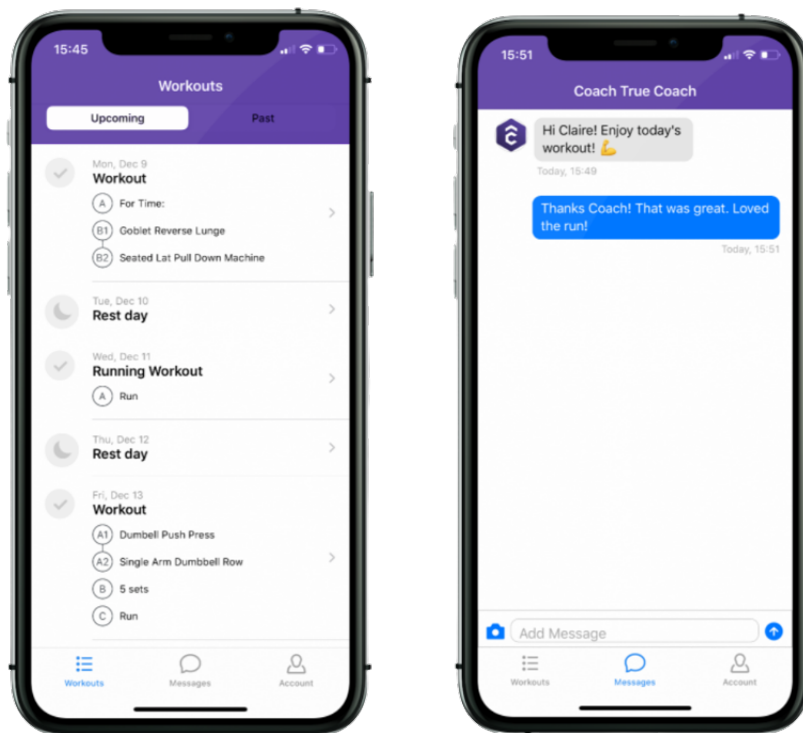 15:45
Workouts
Upcoming
Past
Mon, Dec 9
Workout
A For Time:
B1 Goblet Reverse Lunge
B2 Seated Lat Pull Down Machine
Tue, Dec 10
Rest day
Wed, Dec 11
Running Workout
A Run
Thu, Dec 12
Rest day
Fri, Dec 13
Workout
A1 Dumbell Push Press
A2 Single Arm Dumbbell Row
B 5 sets
C Run
Workouts
Messages
Account
15:51
Coach True Coach
Hi Claire! Enjoy today's
workout! 💪
Today, 15:49
Thanks Coach! That was great. Loved
the run!
Today, 15:51
Add Message
Workouts
Messages
Account